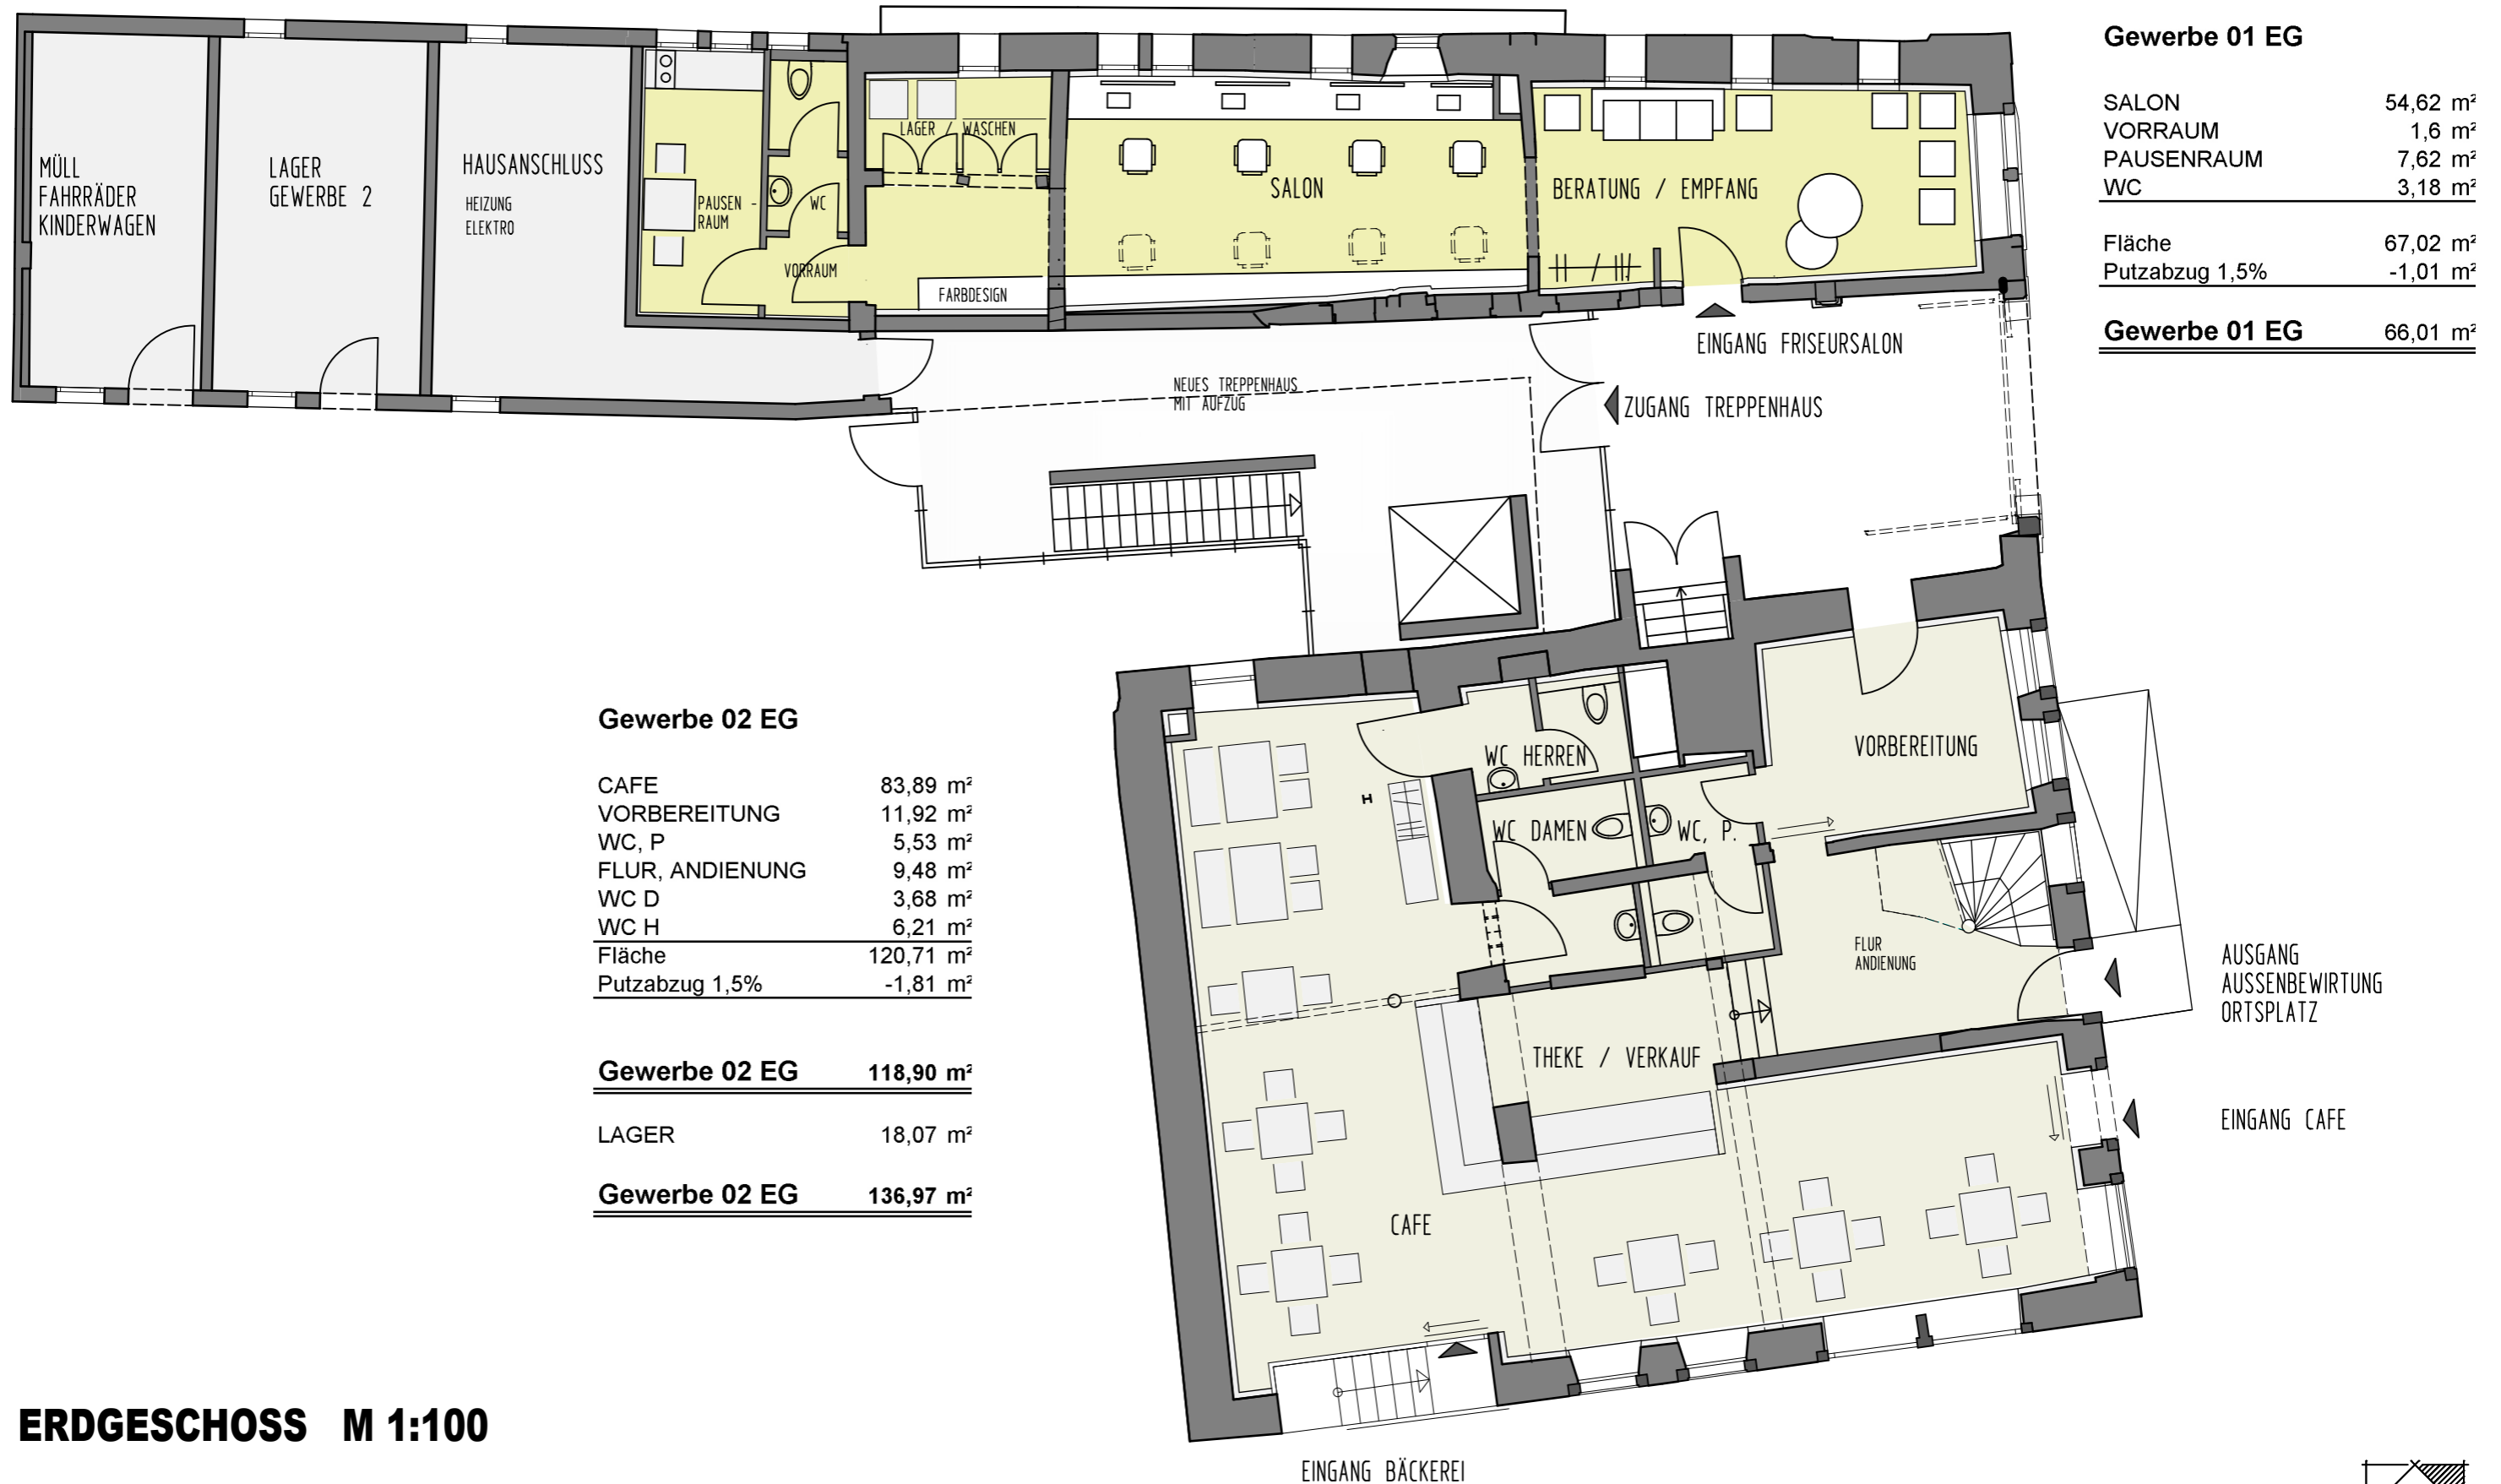 Gewerbe 01 EG
SALON 54,62 m²
VORRAUM 1,6 m²
PAUSENRAUM 7,62 m²
WC 3,18 m²
Fläche 67,02 m²
Putzabzug 1,5% -1,01 m²
Gewerbe 01 EG 66,01 m²
MÜLL
FAHRRÄDER
KINDERWAGEN
LAGER
GEWERBE 2
HAUSANSCHLUSS
HEIZUNG
ELEKTRO
PAUSEN -
RAUM
WC
VORRAUM
LAGER / WASCHEN
FARBDESIGN
SALON
BERATUNG / EMPFANG
EINGANG FRISEURSALON
ZUGANG TREPPENHAUS
NEUES TREPPENHAUS
MIT AUFZUG
Gewerbe 02 EG
CAFE 83,89 m²
VORBEREITUNG 11,92 m²
WC, P 5,53 m²
FLUR, ANDIENUNG 9,48 m²
WC D 3,68 m²
WC H 6,21 m²
Fläche 120,71 m²
Putzabzug 1,5% -1,81 m²
Gewerbe 02 EG 118,90 m²
LAGER 18,07 m²
Gewerbe 02 EG 136,97 m²
WC HERREN
WC DAMEN
WC, P.
VORBEREITUNG
FLUR
ANDIENUNG
THEKE / VERKAUF
CAFE
AUSGANG
AUSSENBEWIRTUNG
ORTSPLATZ
EINGANG CAFE
EINGANG BÄCKEREI
ERDGESCHOSS M 1:100